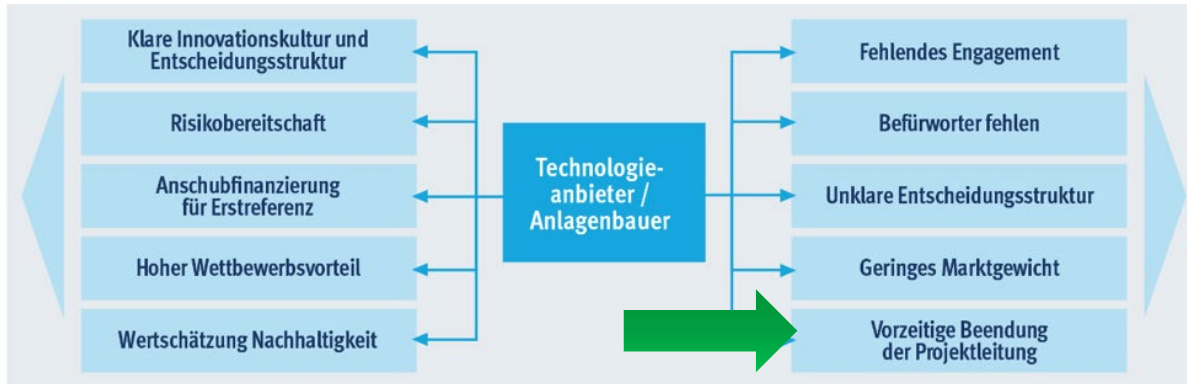 Klare Innovationskultur und
Entscheidungsstruktur
Risikobereitschaft
Anschubfinanzierung
für Erstreferenz
Hoher Wettbewerbsvorteil
Wertschätzung Nachhaltigkeit
Technologie-
anbieter /
Anlagenbauer
Fehlendes Engagement
Befürworter fehlen
Unklare Entscheidungsstruktur
Geringes Marktgewicht
Vorzeitige Beendung
der Projektleitung